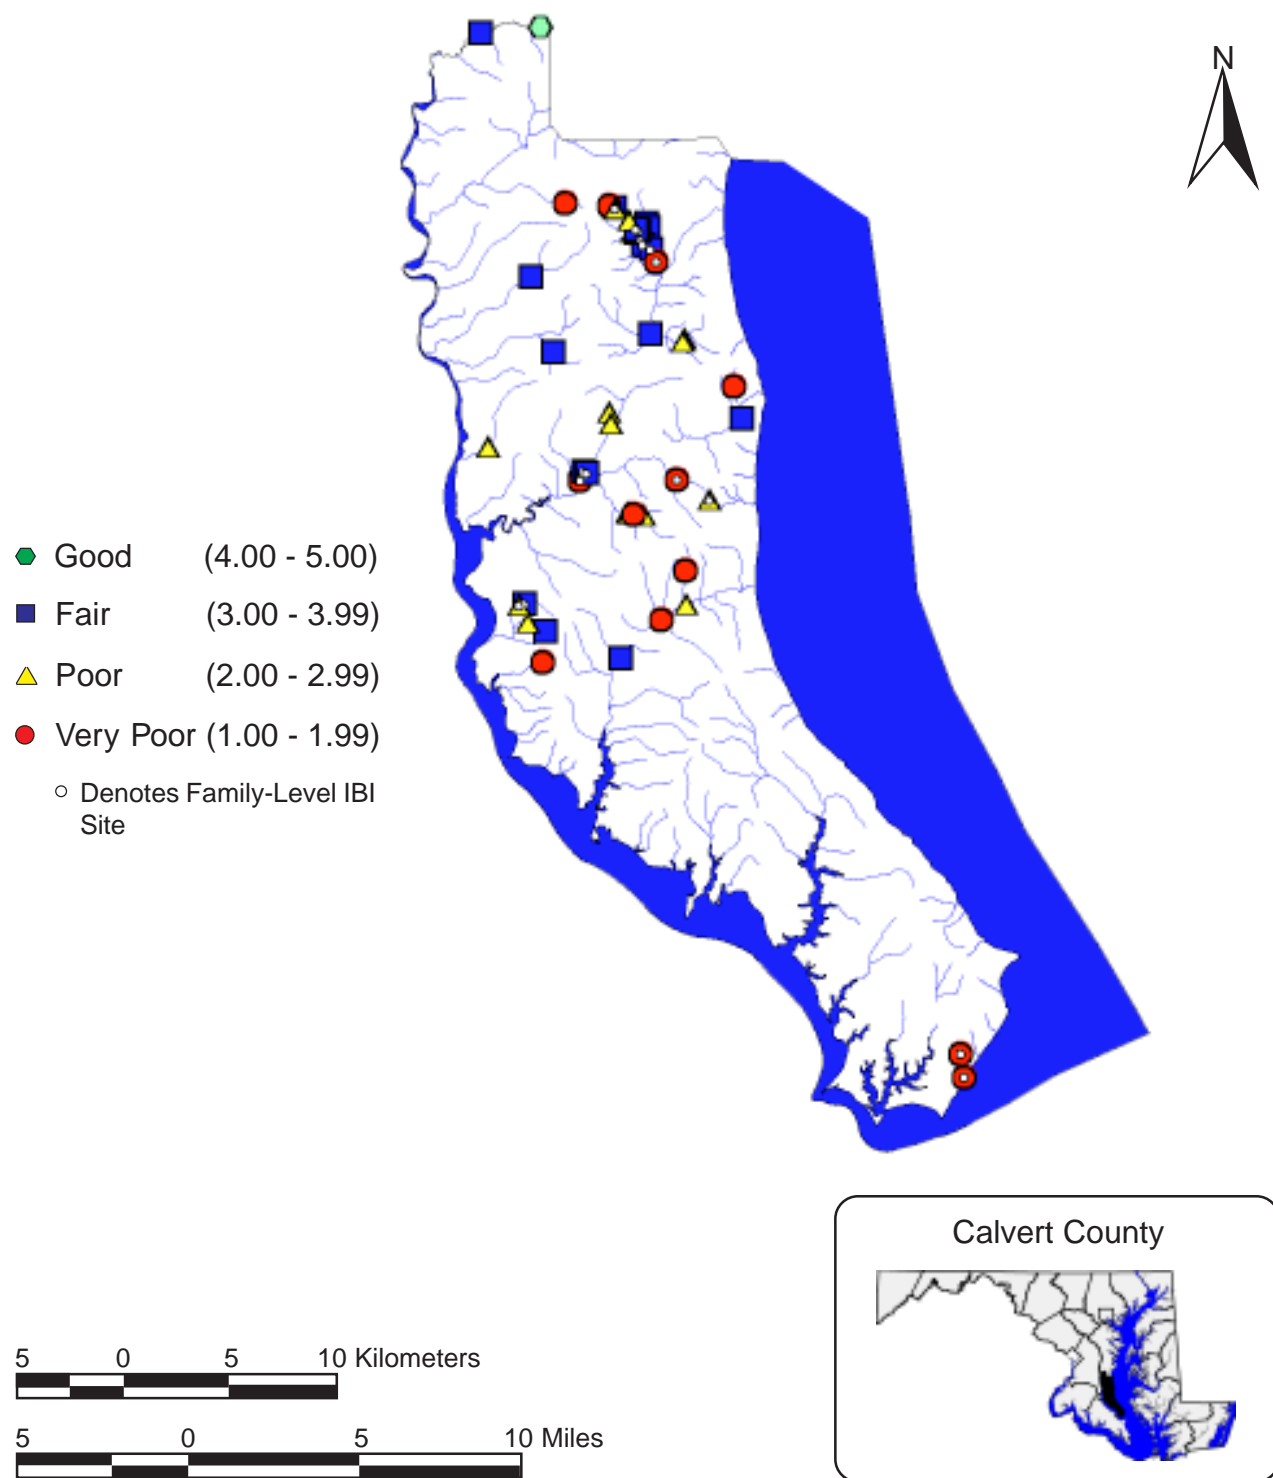 N
Good (4.00 - 5.00)
Fair (3.00 - 3.99)
Poor (2.00 - 2.99)
Very Poor (1.00 - 1.99)
Denotes Family-Level IBI
Site
Calvert County
5 0 5 10 Kilometers
5 0 5 10 Miles